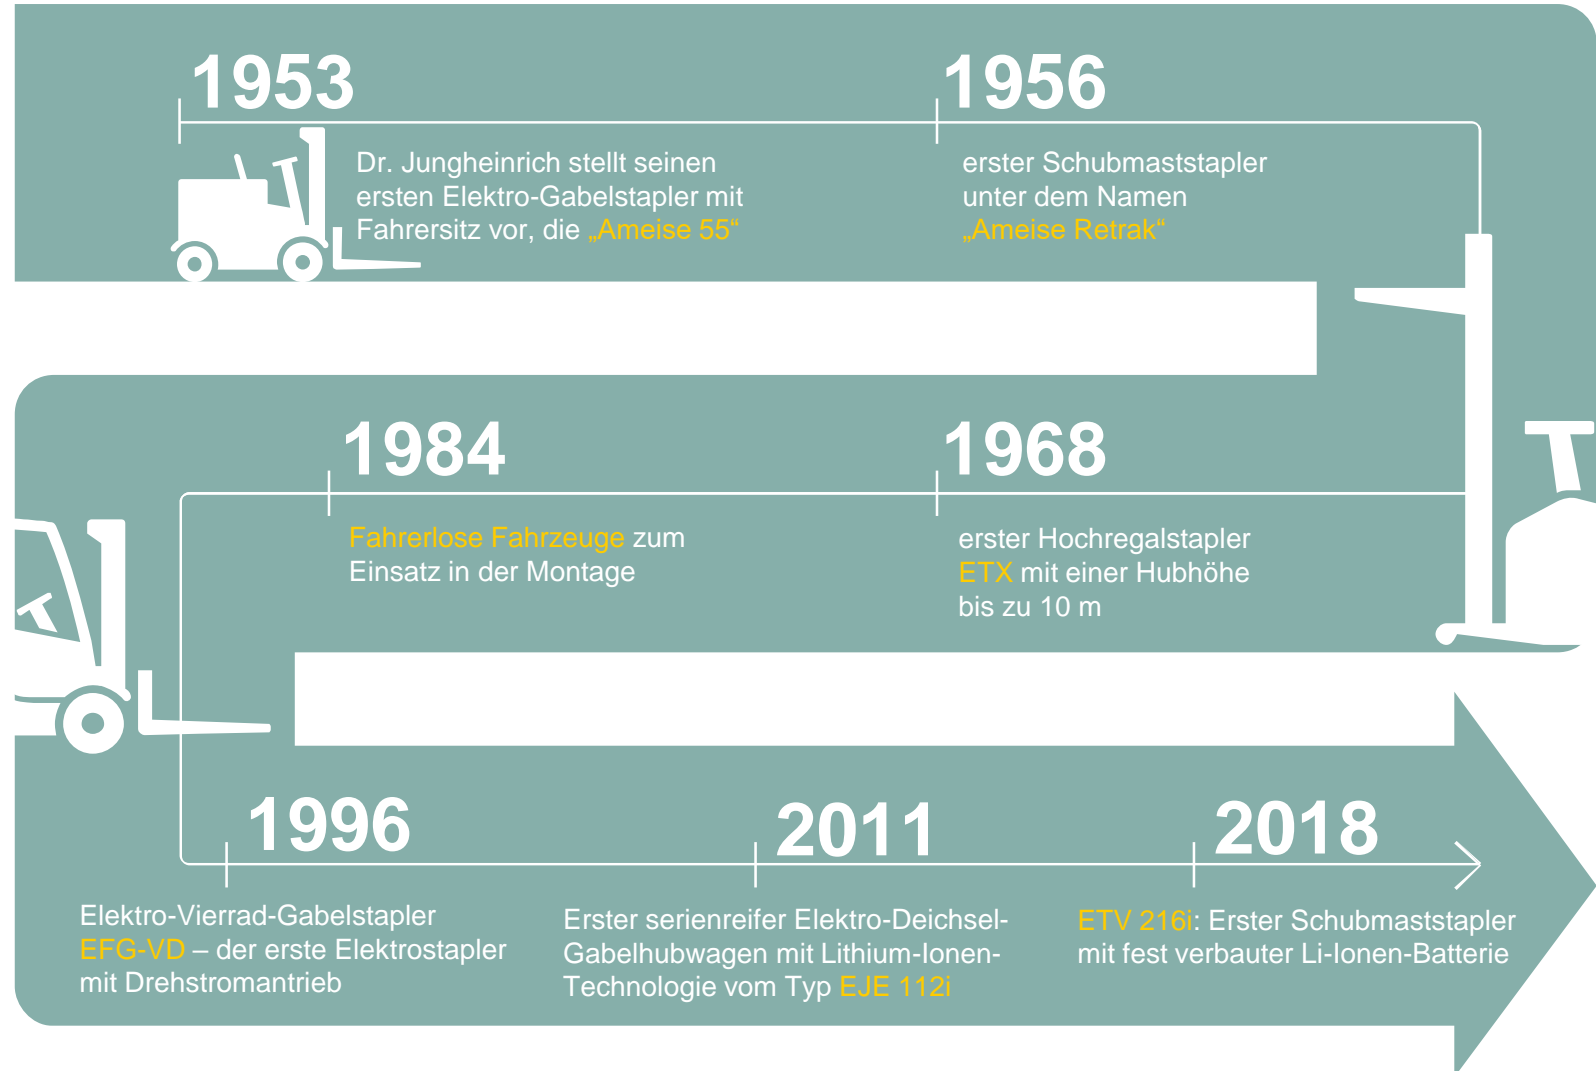 1953
Dr. Jungheinrich stellt seinen
ersten Elektro-Gabelstapler mit
Fahrersitz vor, die „Ameise 55“
1956
erster Schubmaststapler
unter dem Namen
„Ameise Retrak“
1968
erster Hochregalstapler
ETX mit einer Hubhöhe
bis zu 10 m
1984
Fahrerlose Fahrzeuge zum
Einsatz in der Montage
1996
Elektro-Vierrad-Gabelstapler
EFG-VD – der erste Elektrostapler
mit Drehstromantrieb
2011
Erster serienreifer Elektro-Deichsel-
Gabelhubwagen mit Lithium-Ionen-
Technologie vom Typ EJE 112i
2018
ETV 216i: Erster Schubmaststapler
mit fest verbauter Li-Ionen-Batterie